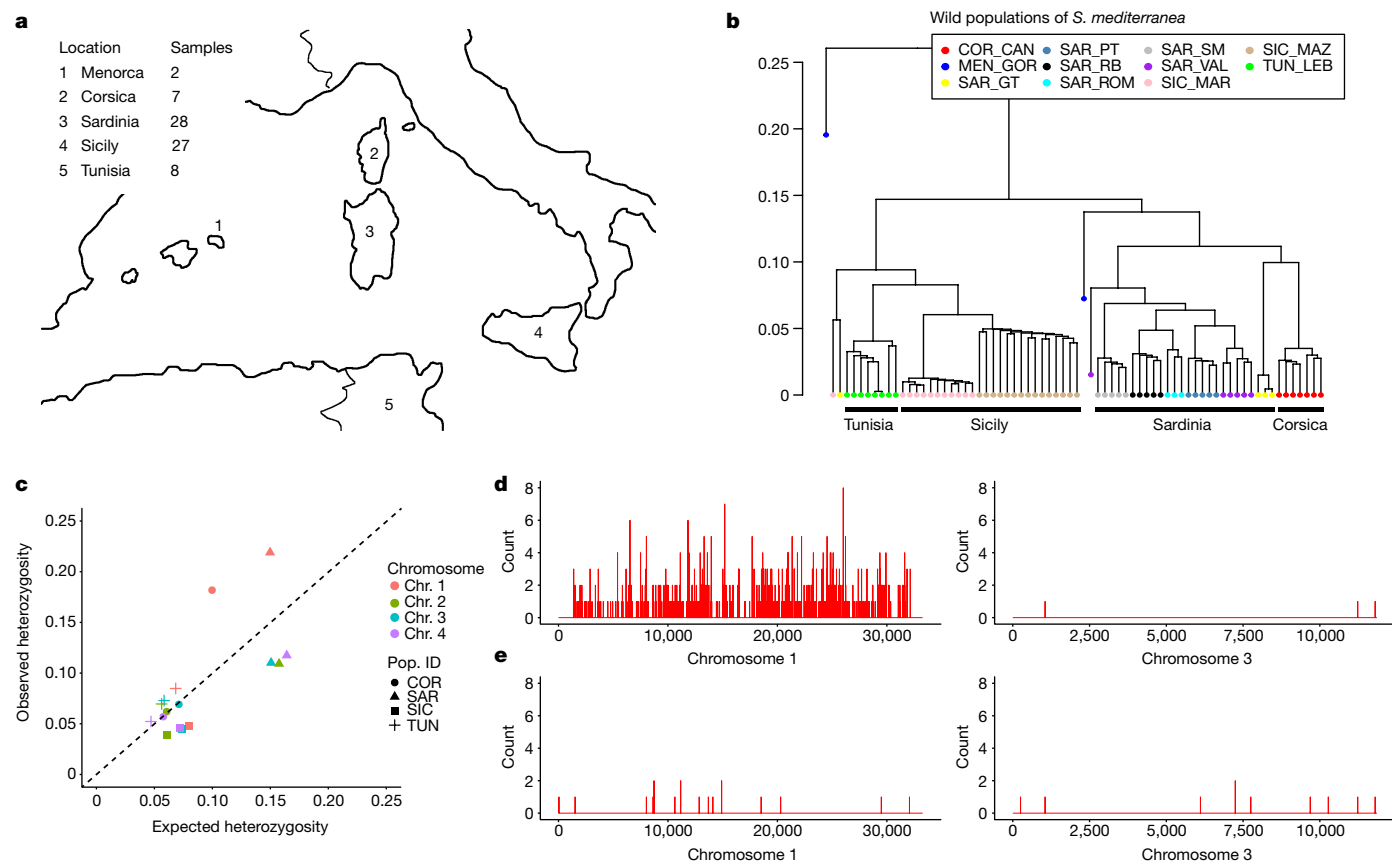 a
Location Samples
1 Menorca 2
2 Corsica 7
3 Sardinia 28
4 Sicily 27
5 Tunisia 8
1
2
3
4
5
b
Wild populations of S. mediterranea
COR_CAN SAR_PT SAR_SM SIC_MAZ
MEN_GOR SAR_RB SAR_VAL TUN_LEB
SAR_GT SAR_ROM SIC_MAR
0.25
0.20
0.15
0.10
0.05
0
Tunisia Sicily Sardinia Corsica
c
Observed heterozygosity
0.25
0.20
0.15
0.10
0.05
0
0 0.05 0.10 0.15 0.20 0.25
Expected heterozygosity
Chromosome
Chr. 1
Chr. 2
Chr. 3
Chr. 4
Pop. ID
COR
SAR
SIC
TUN
d
Count
8
6
4
2
0
0 10,000 20,000 30,000
Chromosome 1
Count
8
6
4
2
0
0 2,500 5,000 7,500 10,000
Chromosome 3
e
Count
8
6
4
2
0
0 10,000 20,000 30,000
Chromosome 1
Count
8
6
4
2
0
0 2,500 5,000 7,500 10,000
Chromosome 3